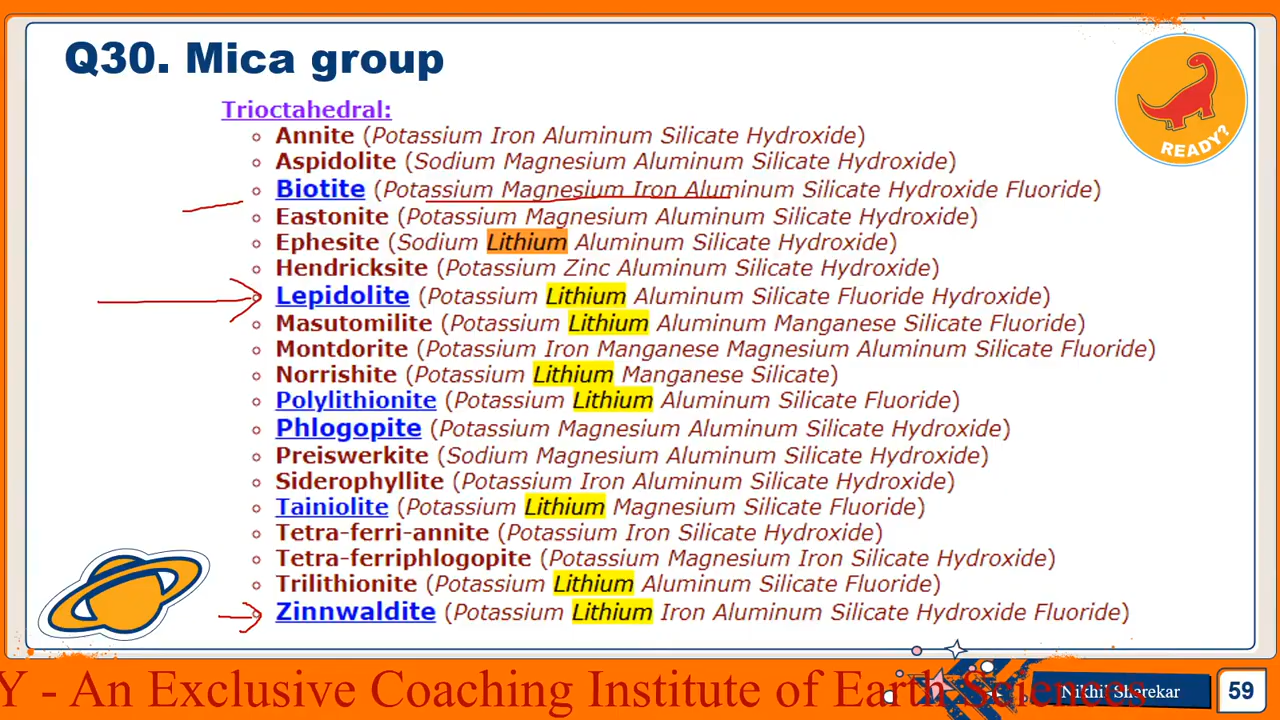 Q30. Mica group
READY?
Trioctahedral:
Annite (Potassium Iron Aluminum Silicate Hydroxide)
Aspidolite (Sodium Magnesium Aluminum Silicate Hydroxide)
Biotite (Potassium Magnesium Iron Aluminum Silicate Hydroxide Fluoride)
Eastonite (Potassium Magnesium Aluminum Silicate Hydroxide)
Ephesite (Sodium Lithium Aluminum Silicate Hydroxide)
Hendricksite (Potassium Zinc Aluminum Silicate Hydroxide)
Lepidolite (Potassium Lithium Aluminum Silicate Fluoride Hydroxide)
Masutomilite (Potassium Lithium Aluminum Manganese Silicate Fluoride)
Montdorite (Potassium Iron Manganese Magnesium Aluminum Silicate Fluoride)
Norrishite (Potassium Lithium Manganese Silicate)
Polylithionite (Potassium Lithium Aluminum Silicate Fluoride)
Phlogopite (Potassium Magnesium Aluminum Silicate Hydroxide)
Preiswerkite (Sodium Magnesium Aluminum Silicate Hydroxide)
Siderophyllite (Potassium Iron Aluminum Silicate Hydroxide)
Tainiolite (Potassium Lithium Magnesium Silicate Fluoride)
Tetra-ferri-annite (Potassium Iron Silicate Hydroxide)
Tetra-ferriphlogopite (Potassium Magnesium Iron Silicate Hydroxide)
Trilithionite (Potassium Lithium Aluminum Silicate Fluoride)
Zinnwaldite (Potassium Lithium Iron Aluminum Silicate Hydroxide Fluoride)
Y - An Exclusive Coaching Institute of Earth Sciences
Nikhil Sherekar
59